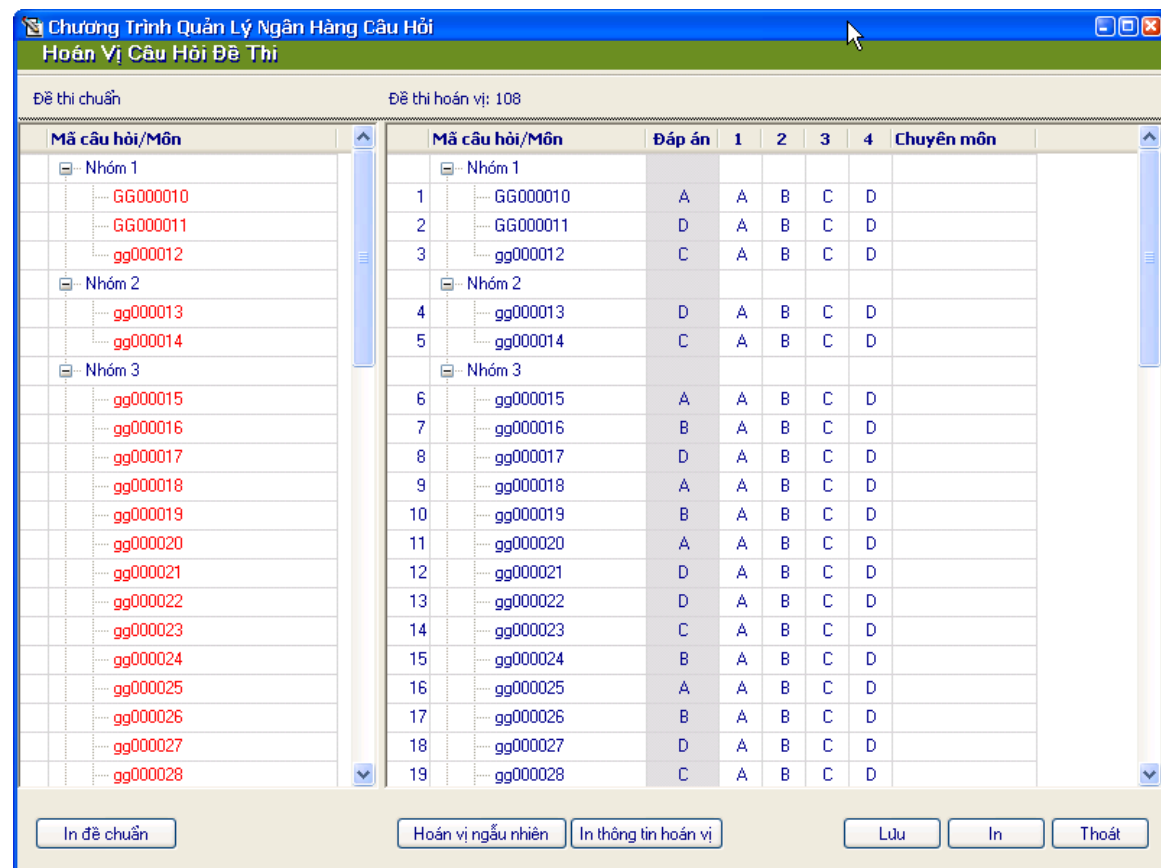 Chương Trình Quản Lý Ngân Hàng Câu Hỏi
Hoán Vị Câu Hỏi Đề Thi
Đề thi chuẩn Đề thi hoán vị: 108
Mã câu hỏi/Môn Mã câu hỏi/Môn Đáp án 1 2 3 4 Chuyên môn
Nhóm 1 Nhóm 1
GG000010 1 GG000010 A A B C D
GG000011 2 GG000011 D A B C D
gg000012 3 gg000012 C A B C D
Nhóm 2 Nhóm 2
gg000013 4 gg000013 D A B C D
gg000014 5 gg000014 C A B C D
Nhóm 3 Nhóm 3
gg000015 6 gg000015 A A B C D
gg000016 7 gg000016 B A B C D
gg000017 8 gg000017 D A B C D
gg000018 9 gg000018 A A B C D
gg000019 10 gg000019 B A B C D
gg000020 11 gg000020 A A B C D
gg000021 12 gg000021 D A B C D
gg000022 13 gg000022 D A B C D
gg000023 14 gg000023 C A B C D
gg000024 15 gg000024 B A B C D
gg000025 16 gg000025 A A B C D
gg000026 17 gg000026 B A B C D
gg000027 18 gg000027 D A B C D
gg000028 19 gg000028 C A B C D
In đề chuẩn Hoán vị ngẫu nhiên In thông tin hoán vị Lưu In Thoát